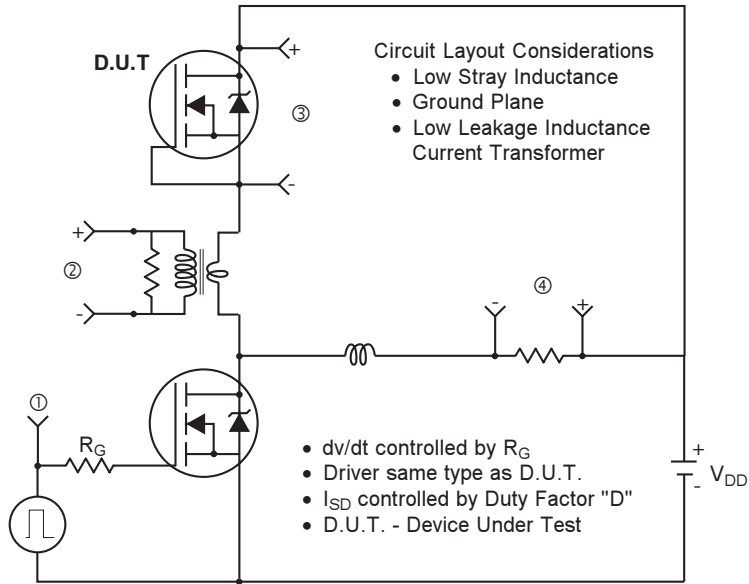 D.U.T
+
-
③
Circuit Layout Considerations
• Low Stray Inductance
• Ground Plane
• Low Leakage Inductance
Current Transformer
+
②
-
④
-
+
①
RG
• dv/dt controlled by RG
• Driver same type as D.U.T.
• ISD controlled by Duty Factor "D"
• D.U.T. - Device Under Test
+
VDD
-